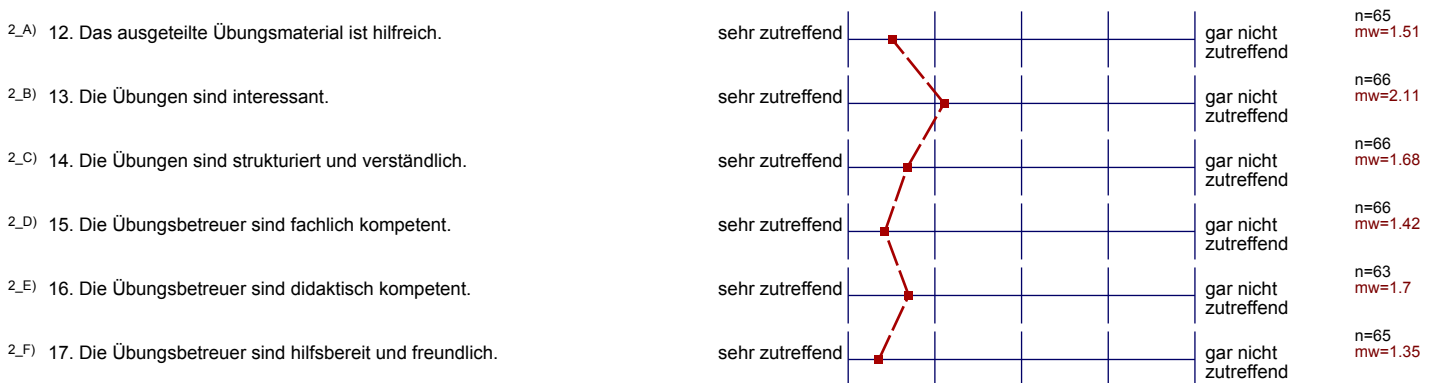 2_A) 12. Das ausgeteilte Übungsmaterial ist hilfreich. sehr zutreffend gar nicht zutreffend n=65 mw=1.51
2_B) 13. Die Übungen sind interessant. sehr zutreffend gar nicht zutreffend n=66 mw=2.11
2_C) 14. Die Übungen sind strukturiert und verständlich. sehr zutreffend gar nicht zutreffend n=66 mw=1.68
2_D) 15. Die Übungsbetreuer sind fachlich kompetent. sehr zutreffend gar nicht zutreffend n=66 mw=1.42
2_E) 16. Die Übungsbetreuer sind didaktisch kompetent. sehr zutreffend gar nicht zutreffend n=63 mw=1.7
2_F) 17. Die Übungsbetreuer sind hilfsbereit und freundlich. sehr zutreffend gar nicht zutreffend n=65 mw=1.35